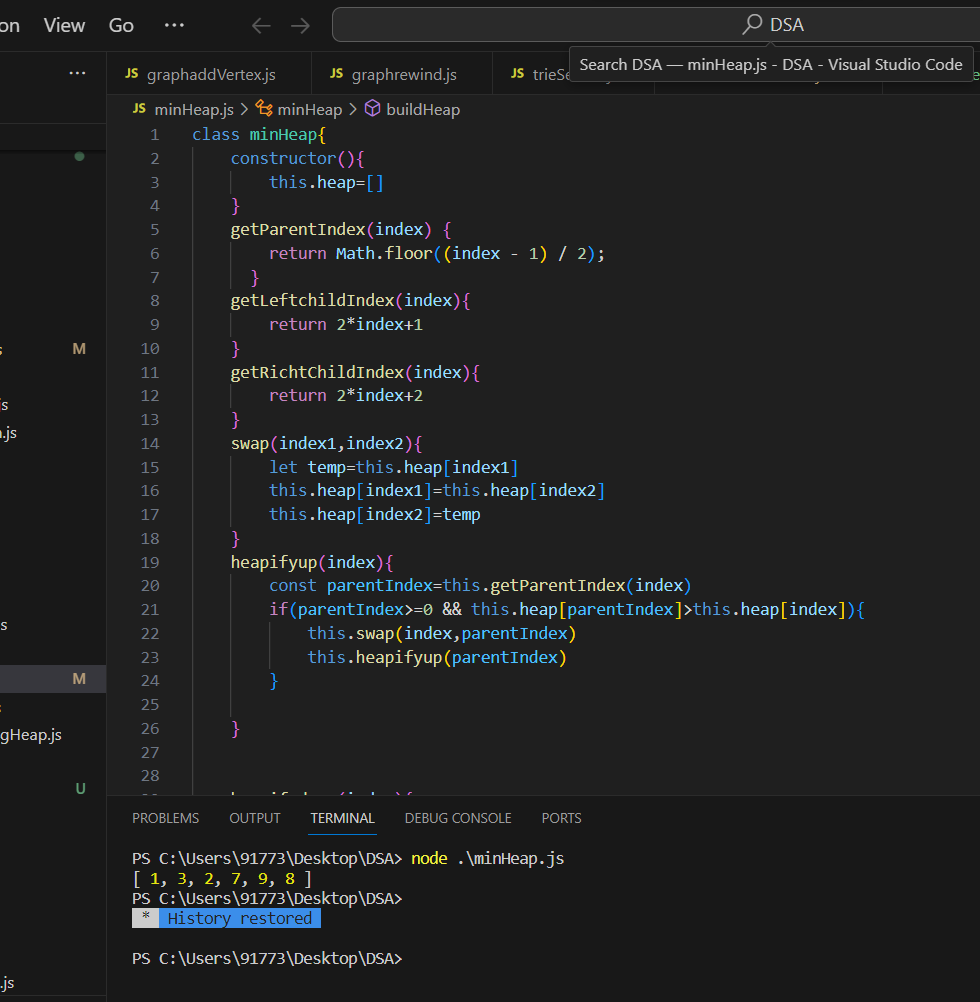 on View Go ···
DSA
Search DSA — minHeap.js - DSA - Visual Studio Code
···
JS graphaddVertex.js
JS graphrewind.js
JS
JS minHeap.js > minHeap > buildHeap
1 class minHeap{
2 constructor(){
3 this.heap=[]
4 }
5 getParentIndex(index) {
6 return Math.floor((index - 1) / 2);
7 }
8 getLeftchildIndex(index){
9 return 2*index+1
10 }
11 getRichtChildIndex(index){
12 return 2*index+2
13 }
14 swap(index1,index2){
15 let temp=this.heap[index1]
16 this.heap[index1]=this.heap[index2]
17 this.heap[index2]=temp
18 }
19 heapifyup(index){
20 const parentIndex=this.getParentIndex(index)
21 if(parentIndex>=0 && this.heap[parentIndex]>this.heap[index]){
22 this.swap(index,parentIndex)
23 this.heapifyup(parentIndex)
24 }
25
26 }
27
28
s M
js
.js
s
M
gHeap.js
U
.js
PROBLEMS OUTPUT TERMINAL DEBUG CONSOLE PORTS
PS C:\Users\91773\Desktop\DSA> node .\minHeap.js
[ 1, 3, 2, 7, 9, 8 ]
PS C:\Users\91773\Desktop\DSA>
* History restored
PS C:\Users\91773\Desktop\DSA>